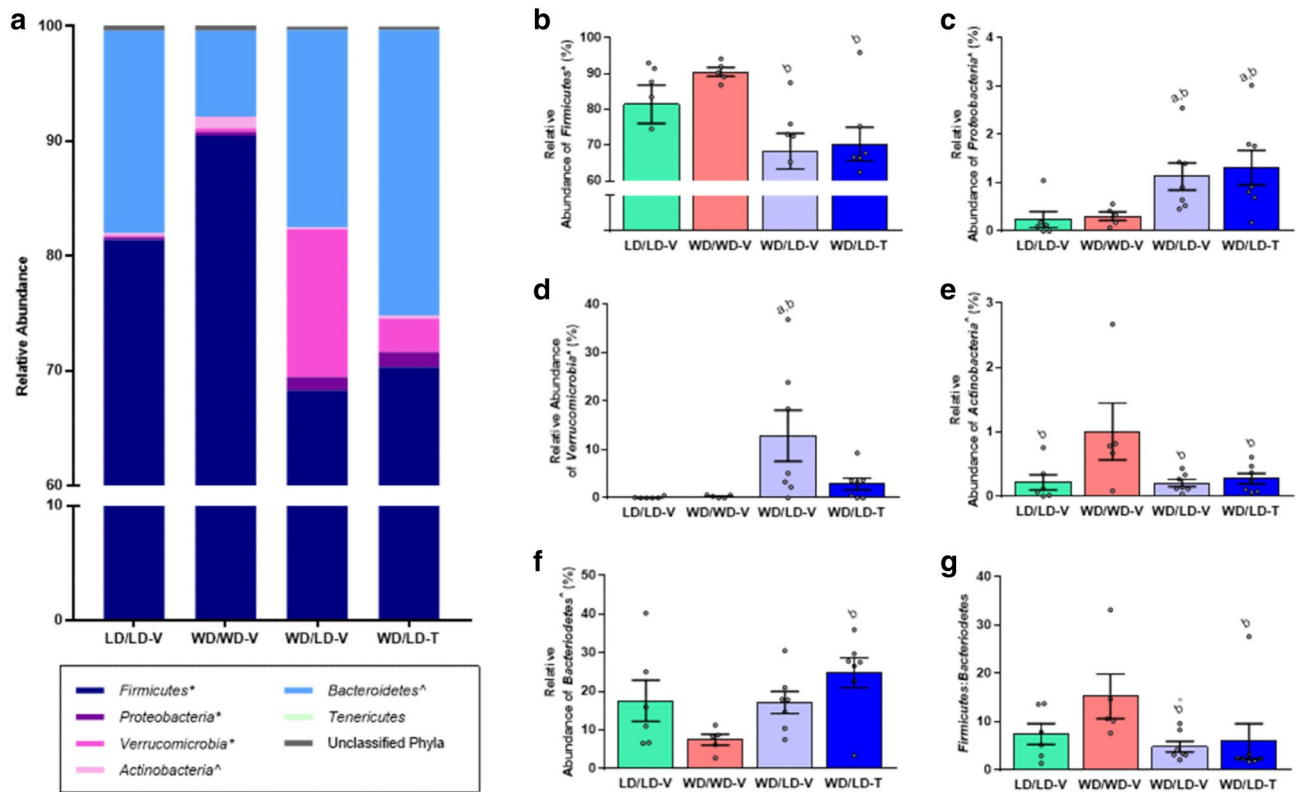 a
Relative Abundance
100
90
80
70
60
10
0
LD/LD-V WD/WD-V WD/LD-V WD/LD-T
Firmicutes*
Proteobacteria*
Verrucomicrobia*
Actinobacteria^
Bacteroidetes^
Tenericutes
Unclassified Phyla
b
Relative
Abundance of Firmicutes* (%)
100
90
80
70
60
b
b
LD/LD-V WD/WD-V WD/LD-V WD/LD-T
c
Relative
Abundance of Proteobacteria* (%)
4
3
2
1
0
a,b
a,b
LD/LD-V WD/WD-V WD/LD-V WD/LD-T
d
Relative Abundance
of Verrucomicrobia* (%)
40
30
20
10
0
a,b
LD/LD-V WD/WD-V WD/LD-V WD/LD-T
e
Relative
Abundance of Actinobacteria^ (%)
3
2
1
0
b
b
b
LD/LD-V WD/WD-V WD/LD-V WD/LD-T
f
Relative
Abundance of Bacteriodetes^ (%)
50
40
30
20
10
0
b
LD/LD-V WD/WD-V WD/LD-V WD/LD-T
g
Firmicutes:Bacteriodetes
40
30
20
10
0
b
b
LD/LD-V WD/WD-V WD/LD-V WD/LD-T